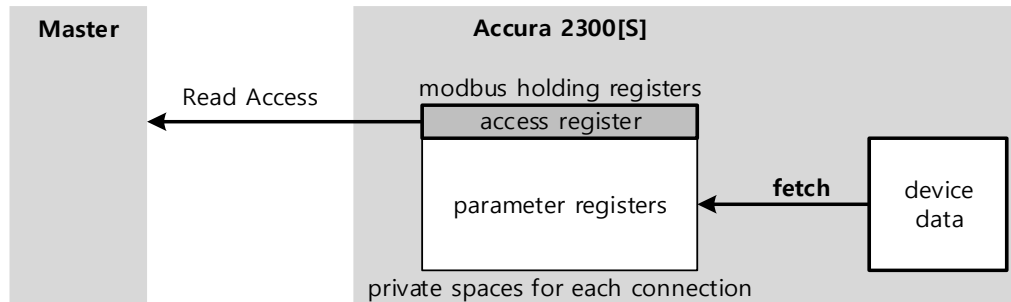 Master
Accura 2300[S]
modbus holding registers
Read Access
access register
fetch
device
data
parameter registers
private spaces for each connection